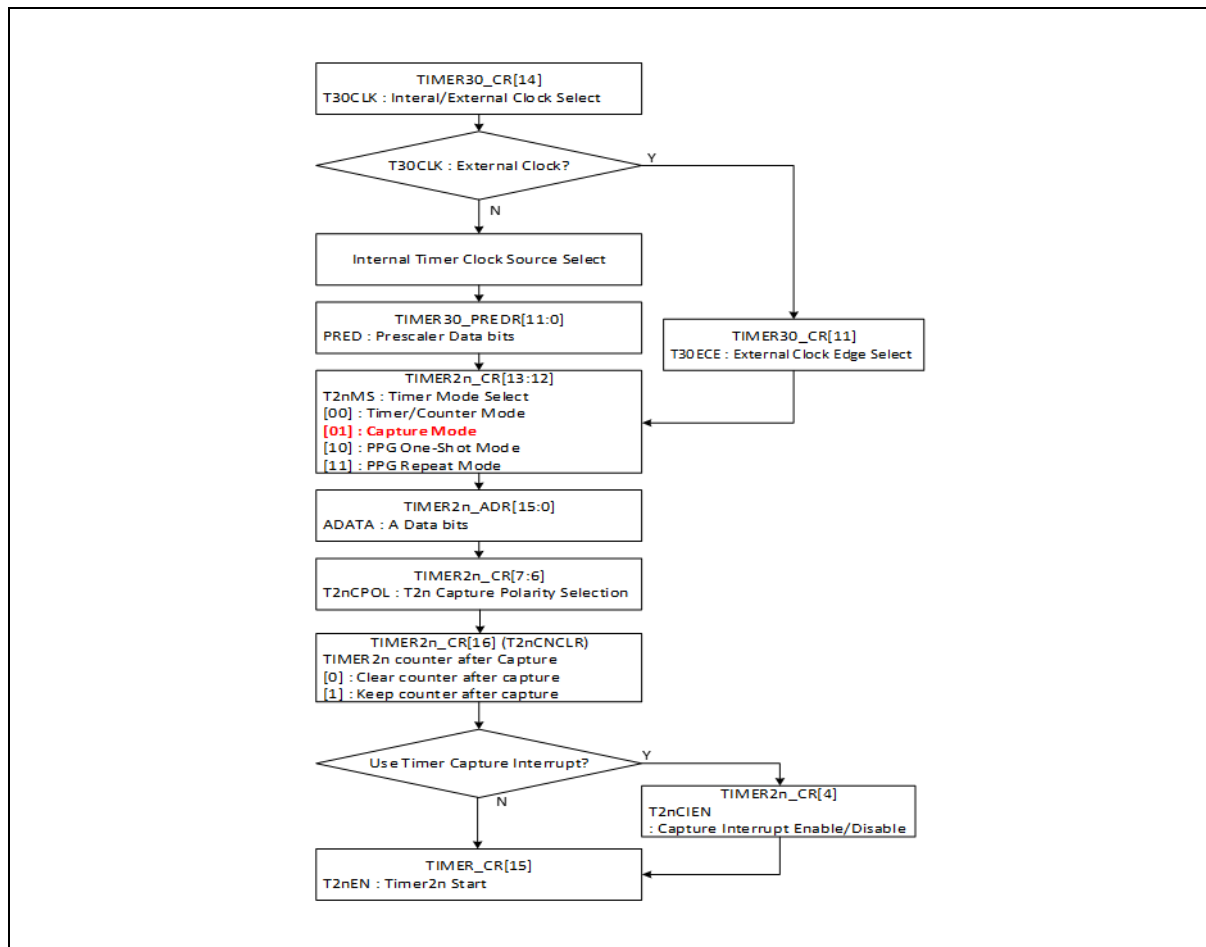 TIMER30_CR[14]
T30CLK : Interal/External Clock Select
T30CLK : External Clock?
Y
N
Internal Timer Clock Source Select
TIMER30_PREDR[11:0]
PRED : Prescaler Data bits
TIMER30_CR[11]
T30ECE : External Clock Edge Select
TIMER2n_CR[13:12]
T2nMS : Timer Mode Select
[00] : Timer/Counter Mode
[01] : Capture Mode
[10] : PPG One-Shot Mode
[11] : PPG Repeat Mode
TIMER2n_ADR[15:0]
ADATA : A Data bits
TIMER2n_CR[7:6]
T2nCPOL : T2n Capture Polarity Selection
TIMER2n_CR[16] (T2nCNCLR)
TIMER2n counter after Capture
[0] : Clear counter after capture
[1] : Keep counter after capture
Use Timer Capture Interrupt?
Y
N
TIMER2n_CR[4]
T2nCIEN
: Capture Interrupt Enable/Disable
TIMER_CR[15]
T2nEN : Timer2n Start